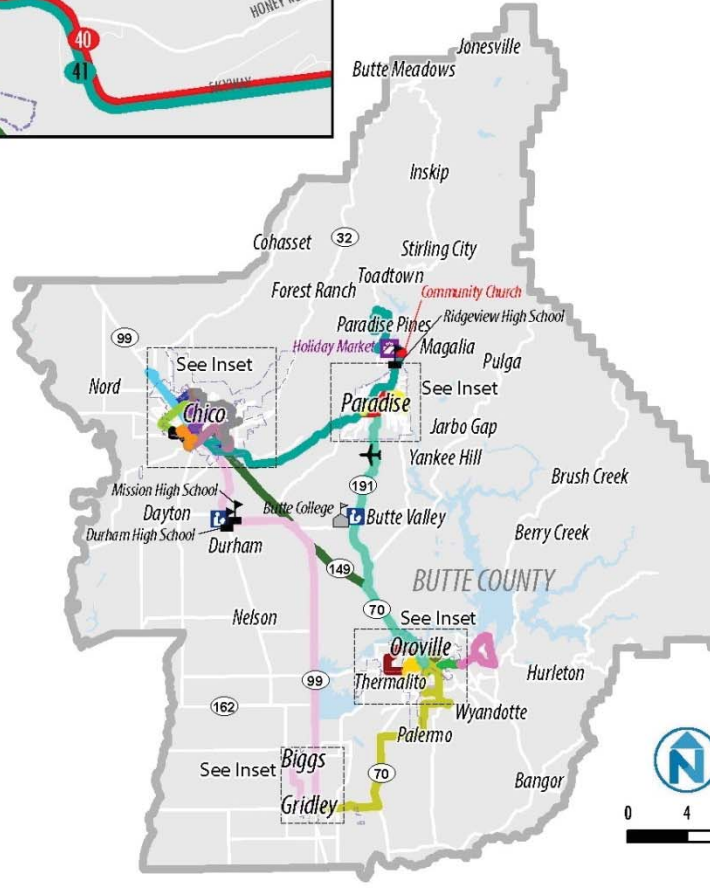 40
41
Jonesville
Butte Meadows
Inskip
Cohasset
32
Stirling City
Toadtown
Forest Ranch
Community Church
Paradise Pines
Ridgeview High School
99
Holiday Market
Magalia
Pulga
See Inset
See Inset
Nord
Chico
Paradise
Jarbo Gap
Yankee Hill
Brush Creek
191
Mission High School
Dayton
Butte College
Butte Valley
Durham High School
Durham
Berry Creek
149
BUTTE COUNTY
70
Nelson
See Inset
Oroville
Thermalito
Hurleton
99
162
Wyandotte
Palermo
See Inset
Biggs
70
Bangor
Gridley
N
0 4